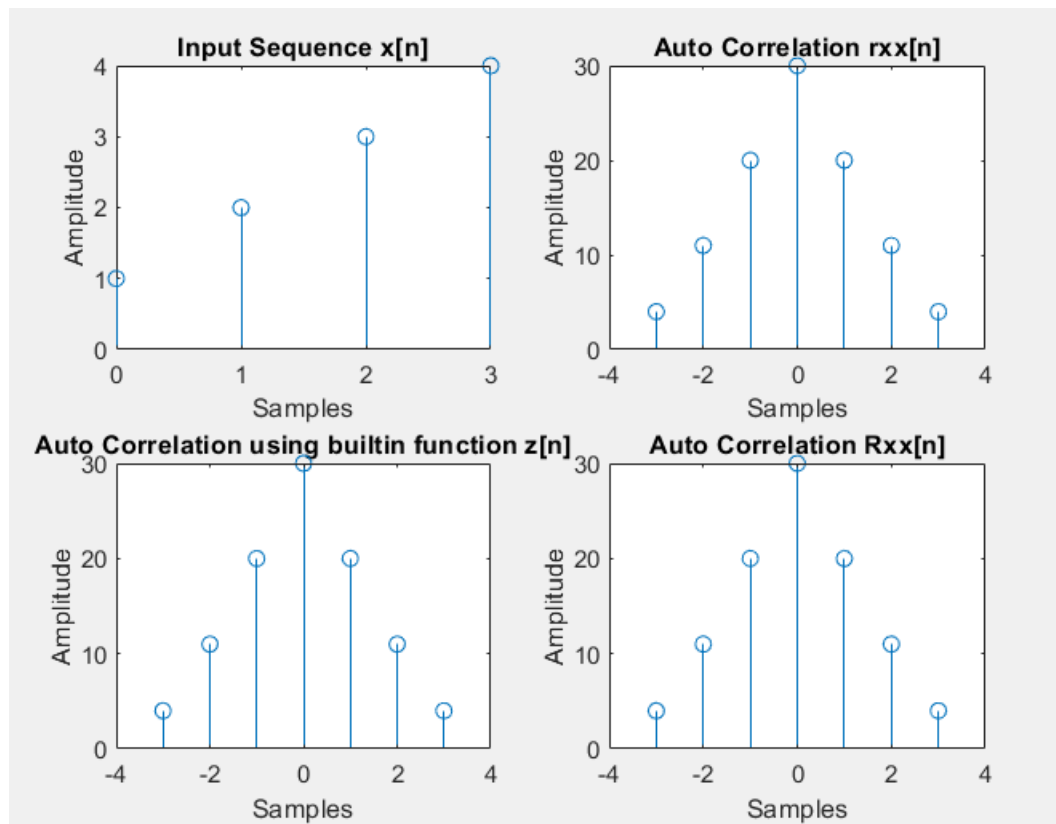 Input Sequence x[n]
Amplitude
4
3
2
1
0
0 1 2 3
Samples
Auto Correlation rxx[n]
Amplitude
30
20
10
0
-4 -2 0 2 4
Samples
Auto Correlation using builtin function z[n]
Amplitude
30
20
10
0
-4 -2 0 2 4
Samples
Auto Correlation Rxx[n]
Amplitude
30
20
10
0
-4 -2 0 2 4
Samples